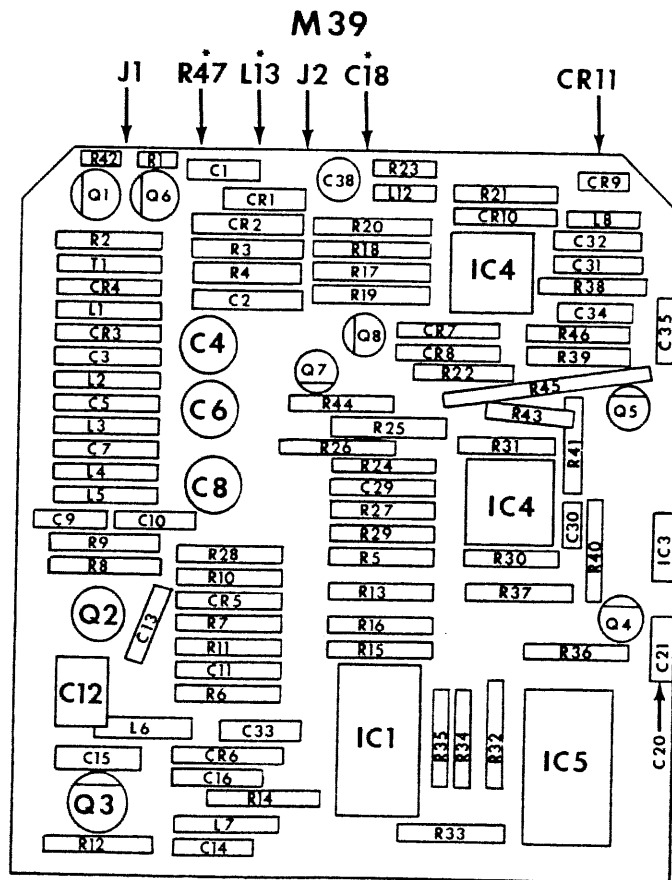 M39
J1 R47* L13* J2 C18* CR11
R42 R1 C1 C38 R23 CR9
Q1 Q6 CR1 L12 R21
CR2 R20 CR10 L8
R2 R3 R18 IC4 C32
T1 R4 R17 C31
CR4 C2 R19 R38
L1 C34 C35
CR3 C4 Q8 CR7 R46
C3 CR8 R39
L2 Q7 R22 R45
C5 C6 R44 R43 Q5
L3 R25
C7 R26 R31 R41
L4 C8 R24
L5 C29 IC4
C9 C10 R27 C30 IC3
R9 R28 R29 R40
R8 R10 R5 R30
CR5 R13 R37
Q2 C13 R7 R16 Q4
R11 R15 R36 C21
C12 C11
R6
L6 C33 IC1 R35 R34 R32 IC5 C20
C15 CR6
C16
Q3 R14
L7 R33
R12 C14